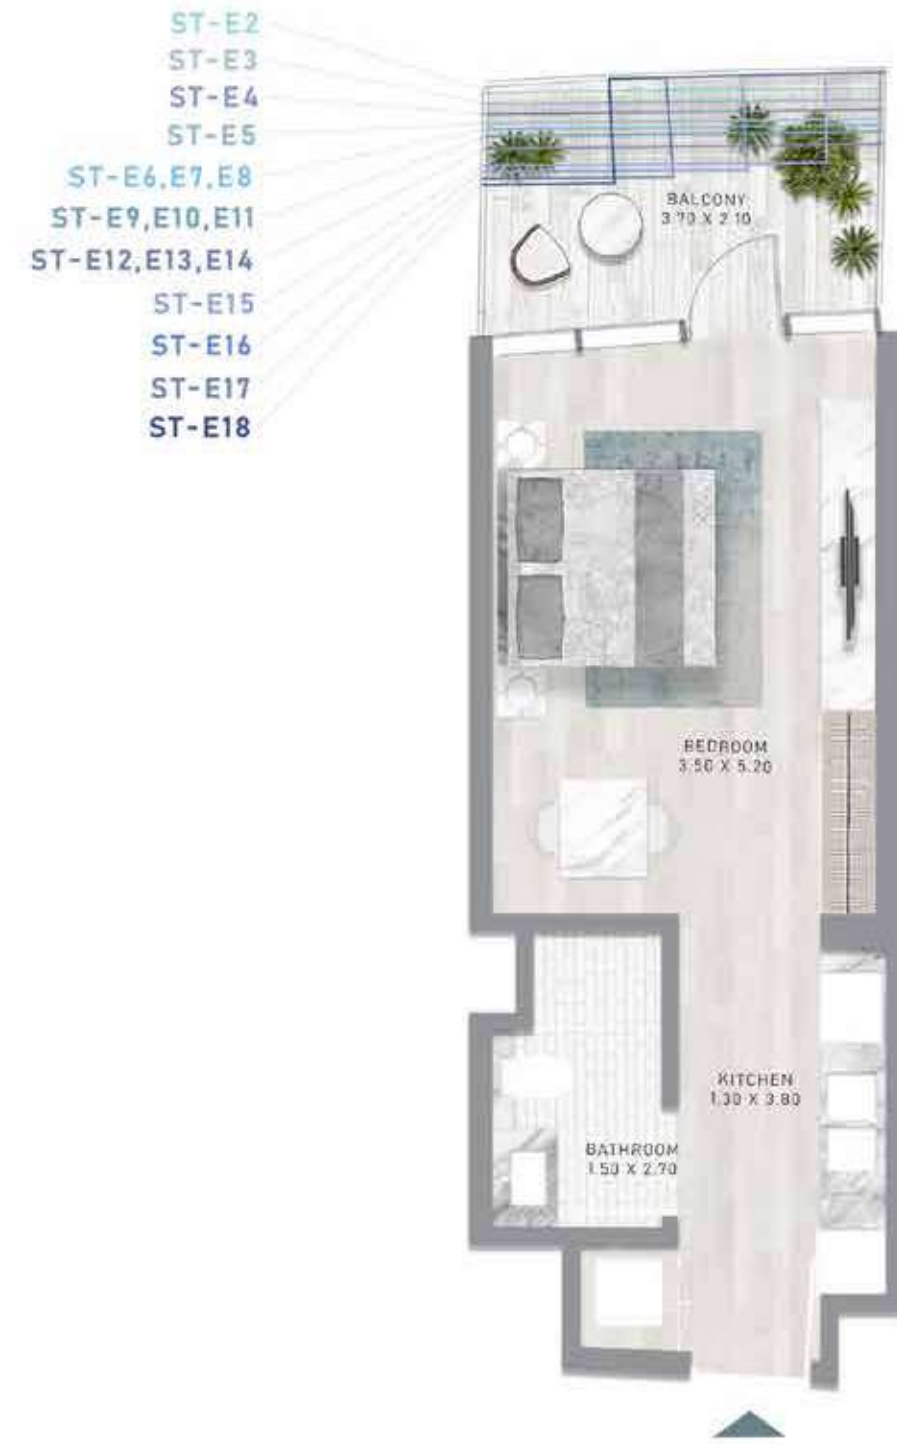 ST-E2
ST-E3
ST-E4
ST-E5
ST-E6,E7,E8
ST-E9,E10,E11
ST-E12,E13,E14
ST-E15
ST-E16
ST-E17
ST-E18
BALCONY
3.70 X 2.10
BEDROOM
3.50 X 5.20
KITCHEN
1.30 X 3.80
BATHROOM
1.50 X 2.70